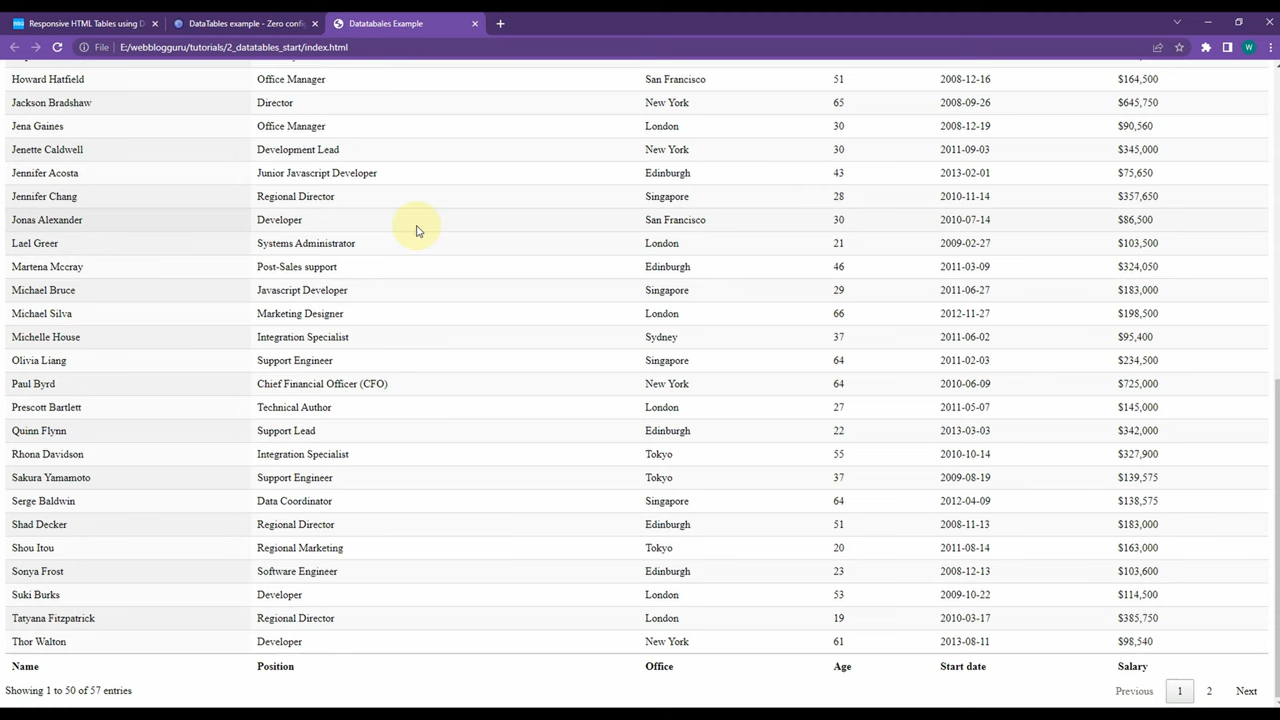 Responsive HTML Tables using D
DataTables example - Zero confi
Datatabales Example
File E:/webblogguru/tutorials/2_datatables_start/index.html
W
Howard Hatfield Office Manager San Francisco 51 2008-12-16 $164,500
Jackson Bradshaw Director New York 65 2008-09-26 $645,750
Jena Gaines Office Manager London 30 2008-12-19 $90,560
Jenette Caldwell Development Lead New York 30 2011-09-03 $345,000
Jennifer Acosta Junior Javascript Developer Edinburgh 43 2013-02-01 $75,650
Jennifer Chang Regional Director Singapore 28 2010-11-14 $357,650
Jonas Alexander Developer San Francisco 30 2010-07-14 $86,500
Lael Greer Systems Administrator London 21 2009-02-27 $103,500
Martena Mccray Post-Sales support Edinburgh 46 2011-03-09 $324,050
Michael Bruce Javascript Developer Singapore 29 2011-06-27 $183,000
Michael Silva Marketing Designer London 66 2012-11-27 $198,500
Michelle House Integration Specialist Sydney 37 2011-06-02 $95,400
Olivia Liang Support Engineer Singapore 64 2011-02-03 $234,500
Paul Byrd Chief Financial Officer (CFO) New York 64 2010-06-09 $725,000
Prescott Bartlett Technical Author London 27 2011-05-07 $145,000
Quinn Flynn Support Lead Edinburgh 22 2013-03-03 $342,000
Rhona Davidson Integration Specialist Tokyo 55 2010-10-14 $327,900
Sakura Yamamoto Support Engineer Tokyo 37 2009-08-19 $139,575
Serge Baldwin Data Coordinator Singapore 64 2012-04-09 $138,575
Shad Decker Regional Director Edinburgh 51 2008-11-13 $183,000
Shou Itou Regional Marketing Tokyo 20 2011-08-14 $163,000
Sonya Frost Software Engineer Edinburgh 23 2008-12-13 $103,600
Suki Burks Developer London 53 2009-10-22 $114,500
Tatyana Fitzpatrick Regional Director London 19 2010-03-17 $385,750
Thor Walton Developer New York 61 2013-08-11 $98,540
Name Position Office Age Start date Salary
Showing 1 to 50 of 57 entries Previous 1 2 Next